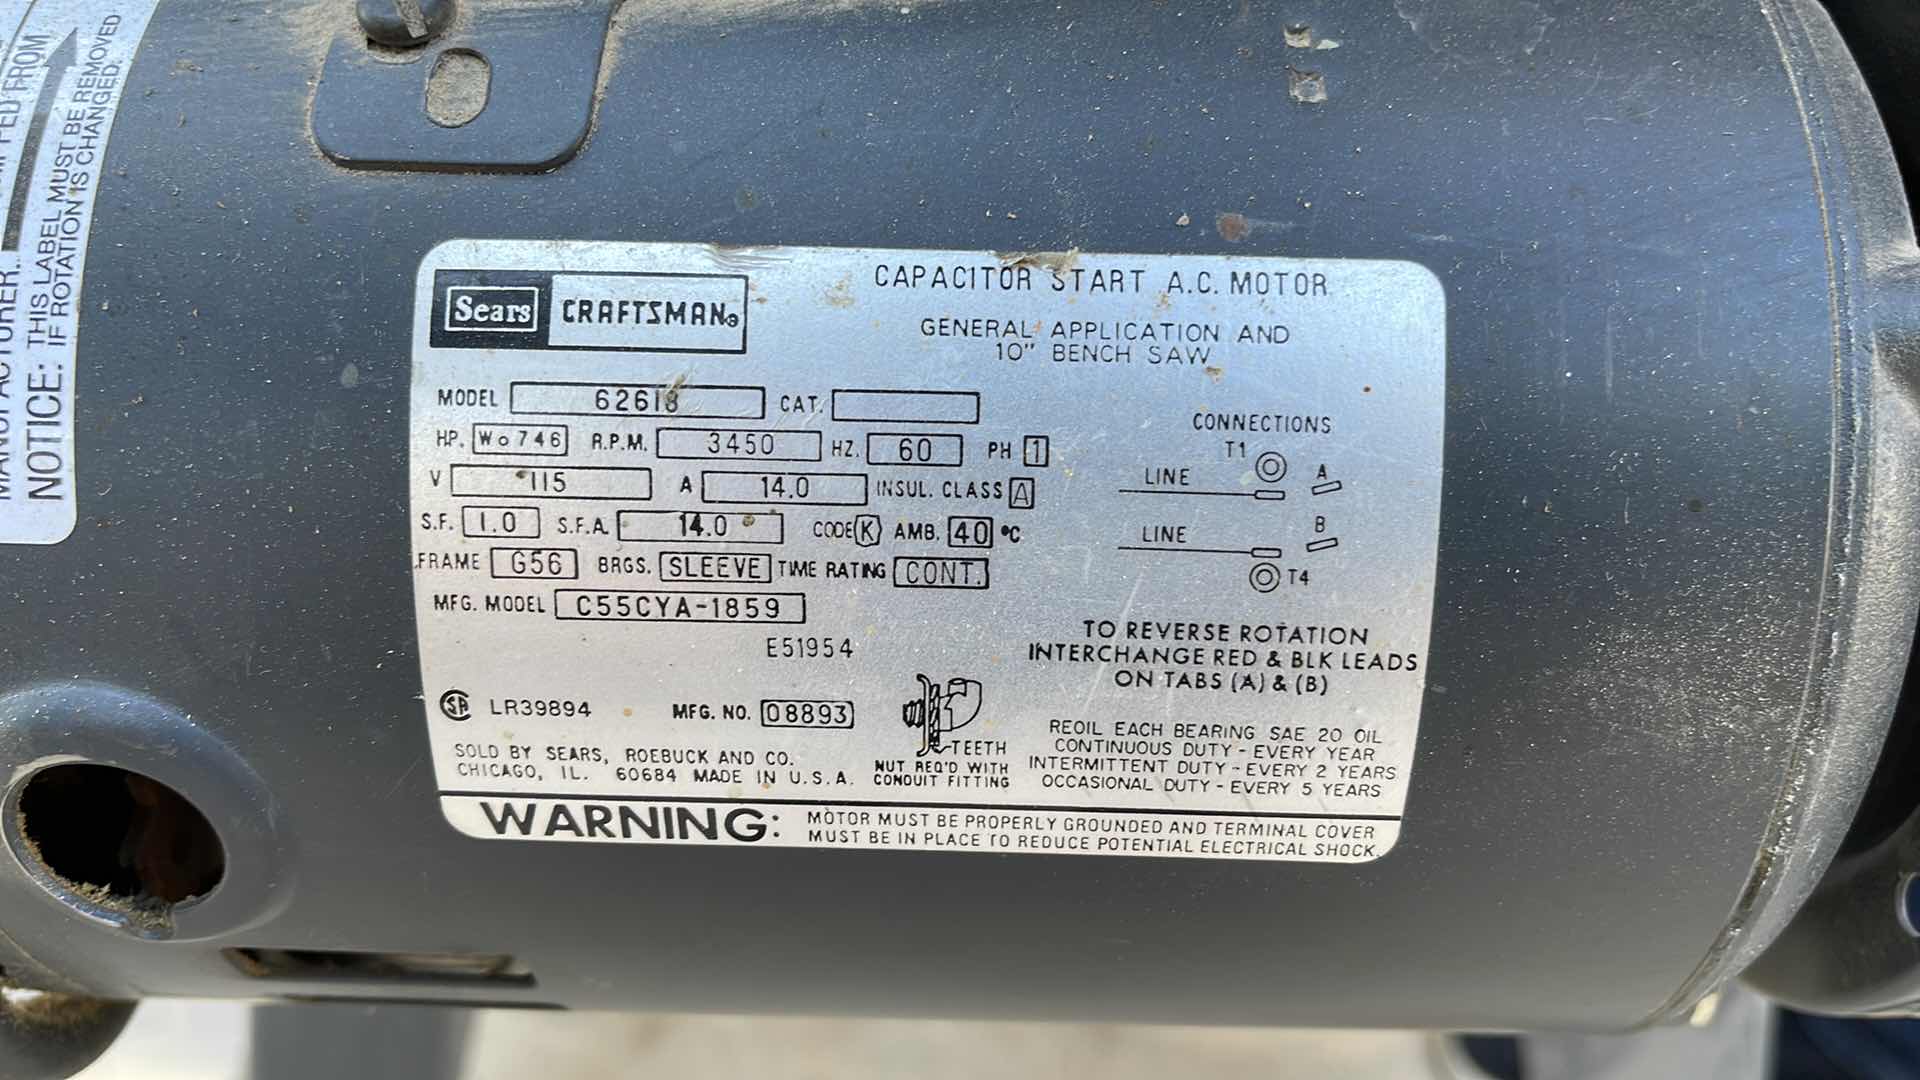 MANUFACTURER.
NOTICE: THIS LABEL MUST BE REMOVED
IF ROTATION IS CHANGED.
Sears CRAFTSMAN®
CAPACITOR START A.C. MOTOR
GENERAL APPLICATION AND
10" BENCH SAW
MODEL 62618 CAT.
HP. Wo746 R.P.M. 3450 HZ. 60 PH 1
V 115 A 14.0 INSUL. CLASS A
S.F. 1.0 S.F.A. 14.0 CODE K AMB. 40 °C
FRAME G56 BRGS. SLEEVE TIME RATING CONT.
MFG. MODEL C55CYA-1859
E51954
LR39894 MFG. NO. 08893
SOLD BY SEARS, ROEBUCK AND CO.
CHICAGO, IL. 60684 MADE IN U.S.A.
TEETH
NUT REQ'D WITH
CONDUIT FITTING
CONNECTIONS
T1
LINE A
LINE B
T4
TO REVERSE ROTATION
INTERCHANGE RED & BLK LEADS
ON TABS (A) & (B)
REOIL EACH BEARING SAE 20 OIL
CONTINUOUS DUTY - EVERY YEAR
INTERMITTENT DUTY - EVERY 2 YEARS
OCCASIONAL DUTY - EVERY 5 YEARS
WARNING: MOTOR MUST BE PROPERLY GROUNDED AND TERMINAL COVER
MUST BE IN PLACE TO REDUCE POTENTIAL ELECTRICAL SHOCK.